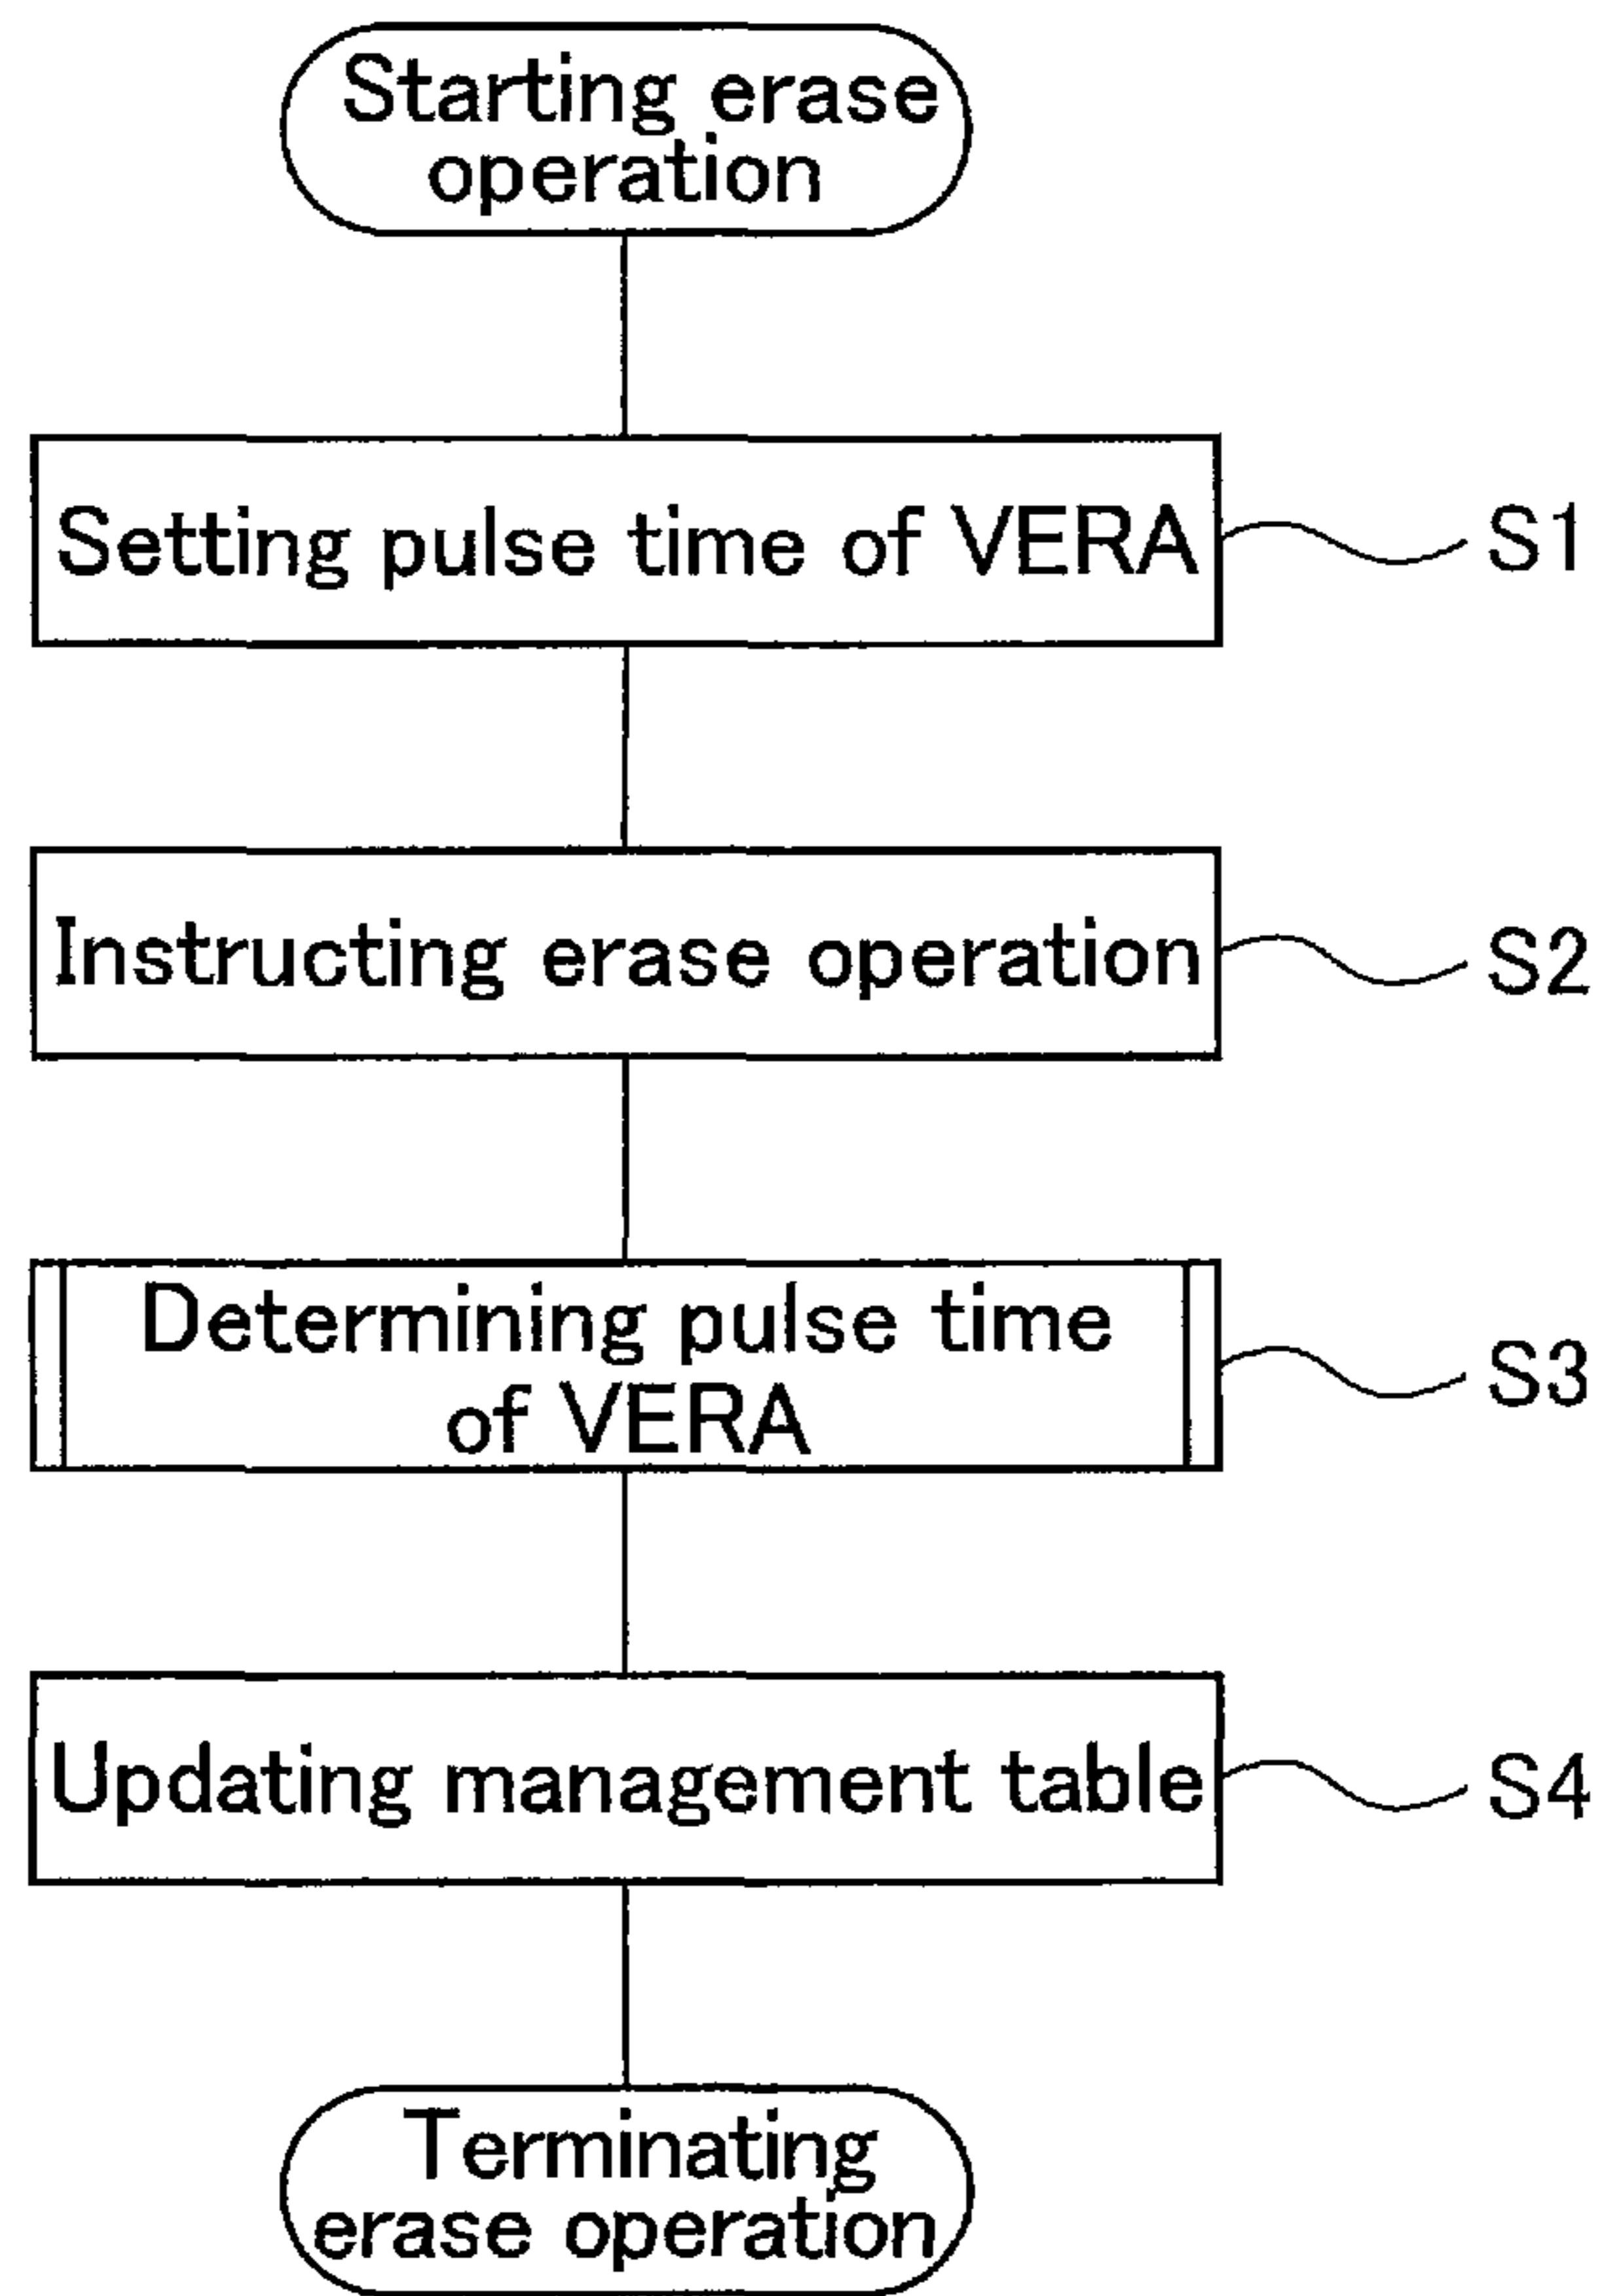 Starting erase
operation
Setting pulse time of VERA
S1
Instructing erase operation
S2
Determining pulse time
of VERA
S3
Updating management table
S4
Terminating
erase operation